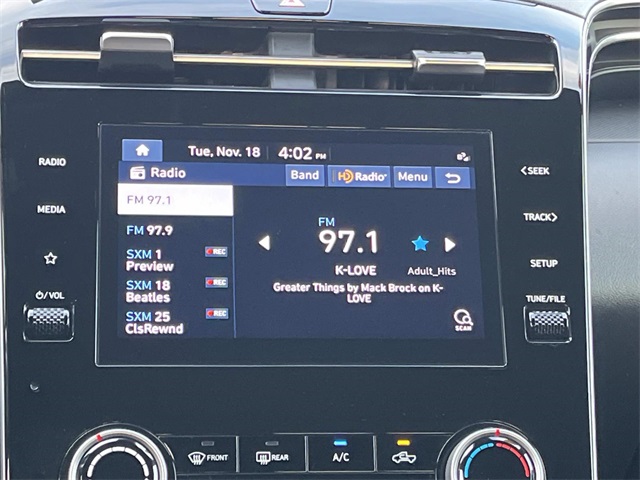 Tue, Nov. 18 4:02 PM
RADIO
Radio Band HD Radio Menu
<SEEK
FM 97.1
MEDIA
FM 97.9
FM
TRACK>
97.1
SXM 1 REC
Preview
K-LOVE Adult_Hits
SETUP
SXM 18 REC
Beatles
Greater Things by Mack Brock on K-
LOVE
/VOL
TUNE/FILE
SXM 25 REC
ClsRewnd
SCAN
FRONT REAR A/C